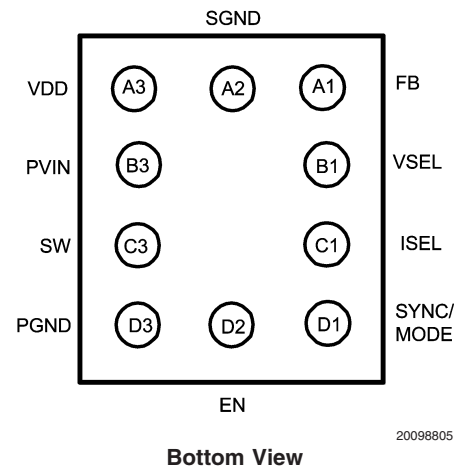 SGND
VDD A3 A2 A1 FB
PVIN B3 B1 VSEL
SW C3 C1 ISEL
PGND D3 D2 D1 SYNC/
MODE
EN
20098805
Bottom View